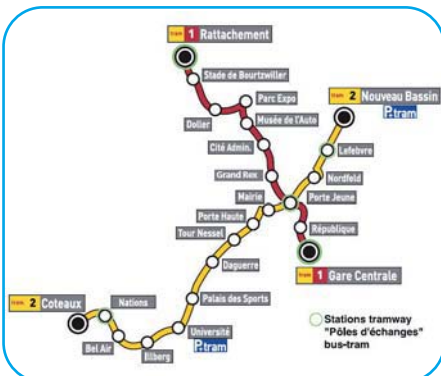 tram 1 Rattachement
Stade de Bourtzwiller
tram 2 Nouveau Bassin
P+tram
Parc Expo
Doller
Musée de l'Auto
Cité Admin.
Lefebvre
Grand Rex
Nordfeld
Mairie
Porte Jeune
Porte Haute
République
Tour Nessel
Daguerre
tram 1 Gare Centrale
tram 2 Coteaux
Nations
Palais des Sports
Université
P+tram
Bel Air
Illberg
Stations tramway
"Pôles d'échanges"
bus-tram